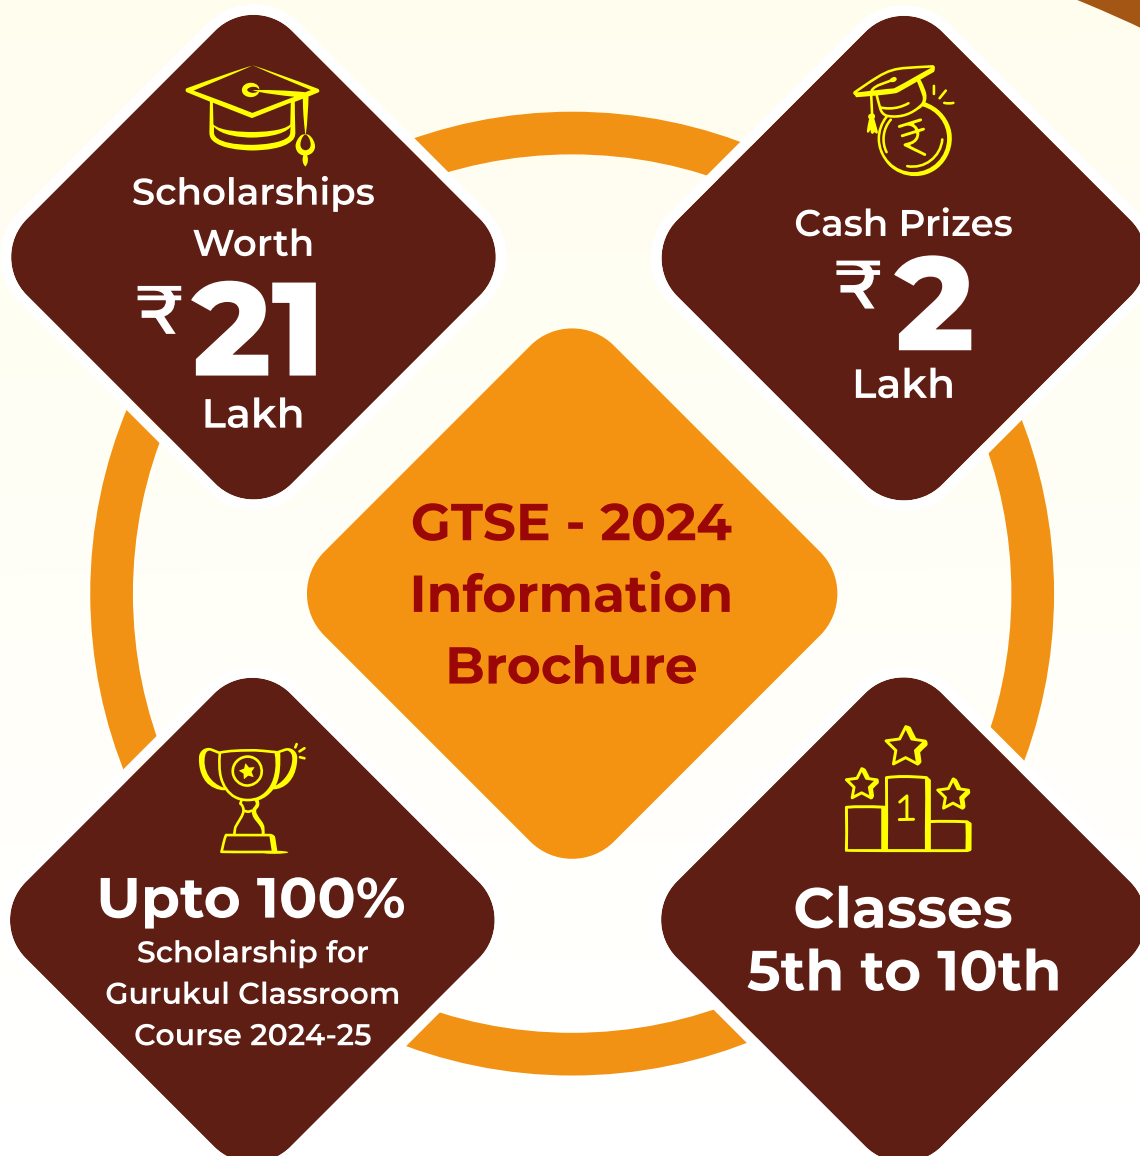 Scholarships
Worth
₹ 21
Lakh
Cash Prizes
₹ 2
Lakh
GTSE - 2024
Information
Brochure
Upto 100%
Scholarship for
Gurukul Classroom
Course 2024-25
1
Classes
5th to 10th